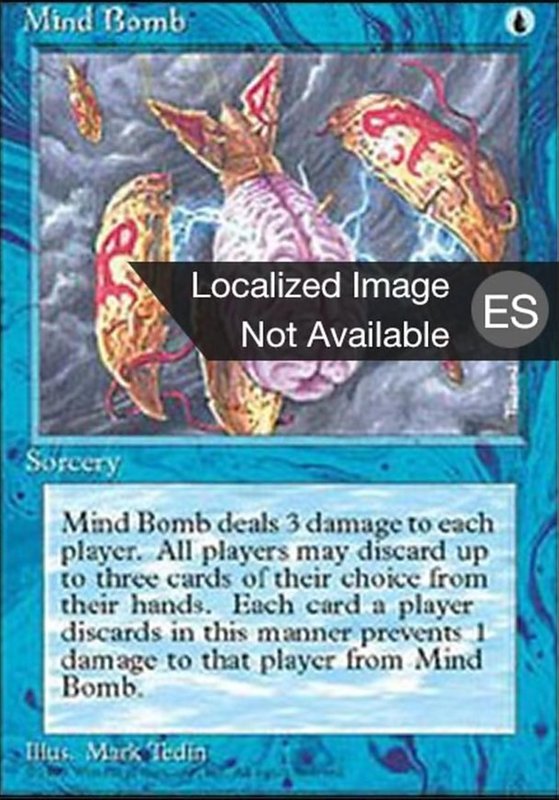 Mind Bomb
Localized Image
Not Available
ES
Sorcery
Mind Bomb deals 3 damage to each
player. All players may discard up
to three cards of their choice from
their hands. Each card a player
discards in this manner prevents 1
damage to that player from Mind
Bomb.
Illus. Mark Tedin